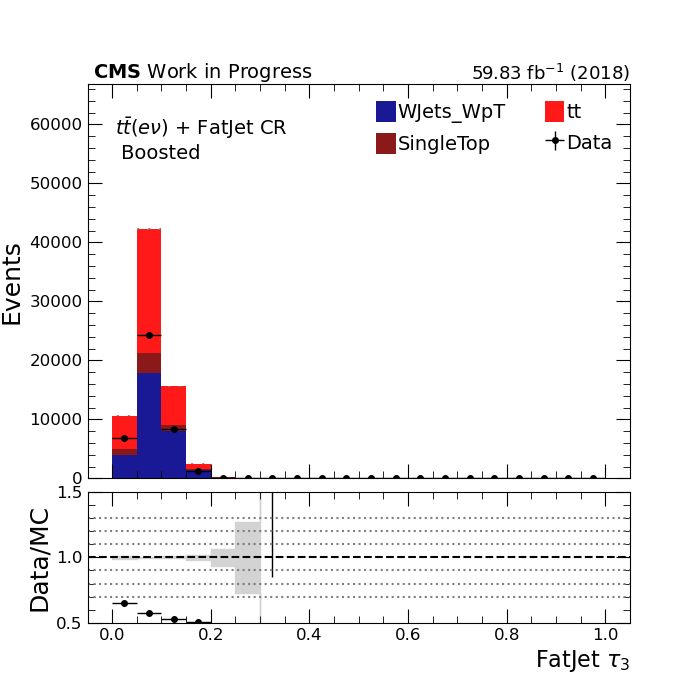 CMS Work in Progress 59.83 fb⁻¹ (2018)
tt̄(eν) + FatJet CR
Boosted
WJets_WpT tt
SingleTop Data
Events
60000
50000
40000
30000
20000
10000
0
Data/MC
1.5
1.0
0.5
0.0 0.2 0.4 0.6 0.8 1.0
FatJet τ₃